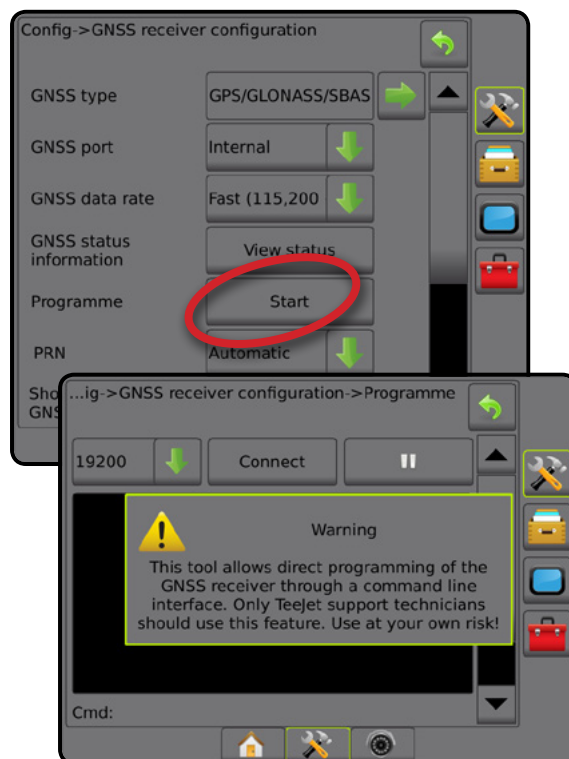 Config->GNSS receiver configuration
GNSS type
GPS/GLONASS/SBAS
GNSS port
Internal
GNSS data rate
Fast (115,200
GNSS status
information
View status
Programme
Start
PRN
Automatic
Sho
GNS
...ig->GNSS receiver configuration->Programme
19200
Connect
Warning
This tool allows direct programming of the
GNSS receiver through a command line
interface. Only TeeJet support technicians
should use this feature. Use at your own risk!
Cmd: